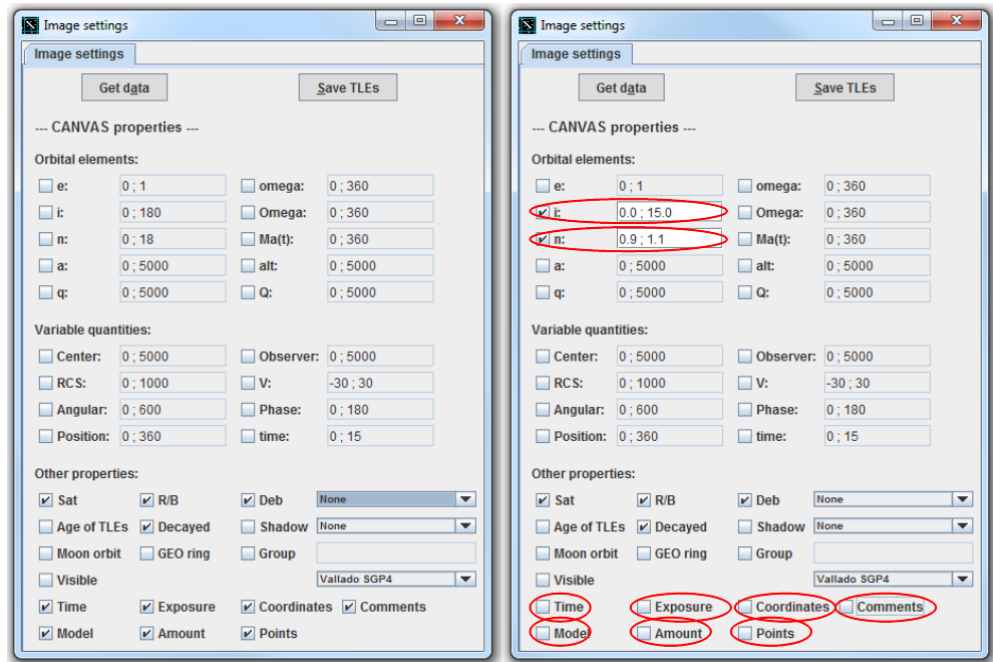 Image settings
Image settings
Get data Save TLEs
--- CANVAS properties ---
Orbital elements:
e: 0 ; 1 omega: 0 ; 360
i: 0 ; 180 Omega: 0 ; 360
n: 0 ; 18 Ma(t): 0 ; 360
a: 0 ; 5000 alt: 0 ; 5000
q: 0 ; 5000 Q: 0 ; 5000
Variable quantities:
Center: 0 ; 5000 Observer: 0 ; 5000
RCS: 0 ; 1000 V: -30 ; 30
Angular: 0 ; 600 Phase: 0 ; 180
Position: 0 ; 360 time: 0 ; 15
Other properties:
Sat R/B Deb None
Age of TLEs Decayed Shadow None
Moon orbit GEO ring Group
Visible Vallado SGP4
Time Exposure Coordinates Comments
Model Amount Points
Image settings
Image settings
Get data Save TLEs
--- CANVAS properties ---
Orbital elements:
e: 0 ; 1 omega: 0 ; 360
i: 0.0 ; 15.0 Omega: 0 ; 360
n: 0.9 ; 1.1 Ma(t): 0 ; 360
a: 0 ; 5000 alt: 0 ; 5000
q: 0 ; 5000 Q: 0 ; 5000
Variable quantities:
Center: 0 ; 5000 Observer: 0 ; 5000
RCS: 0 ; 1000 V: -30 ; 30
Angular: 0 ; 600 Phase: 0 ; 180
Position: 0 ; 360 time: 0 ; 15
Other properties:
Sat R/B Deb None
Age of TLEs Decayed Shadow None
Moon orbit GEO ring Group
Visible Vallado SGP4
Time Exposure Coordinates Comments
Model Amount Points